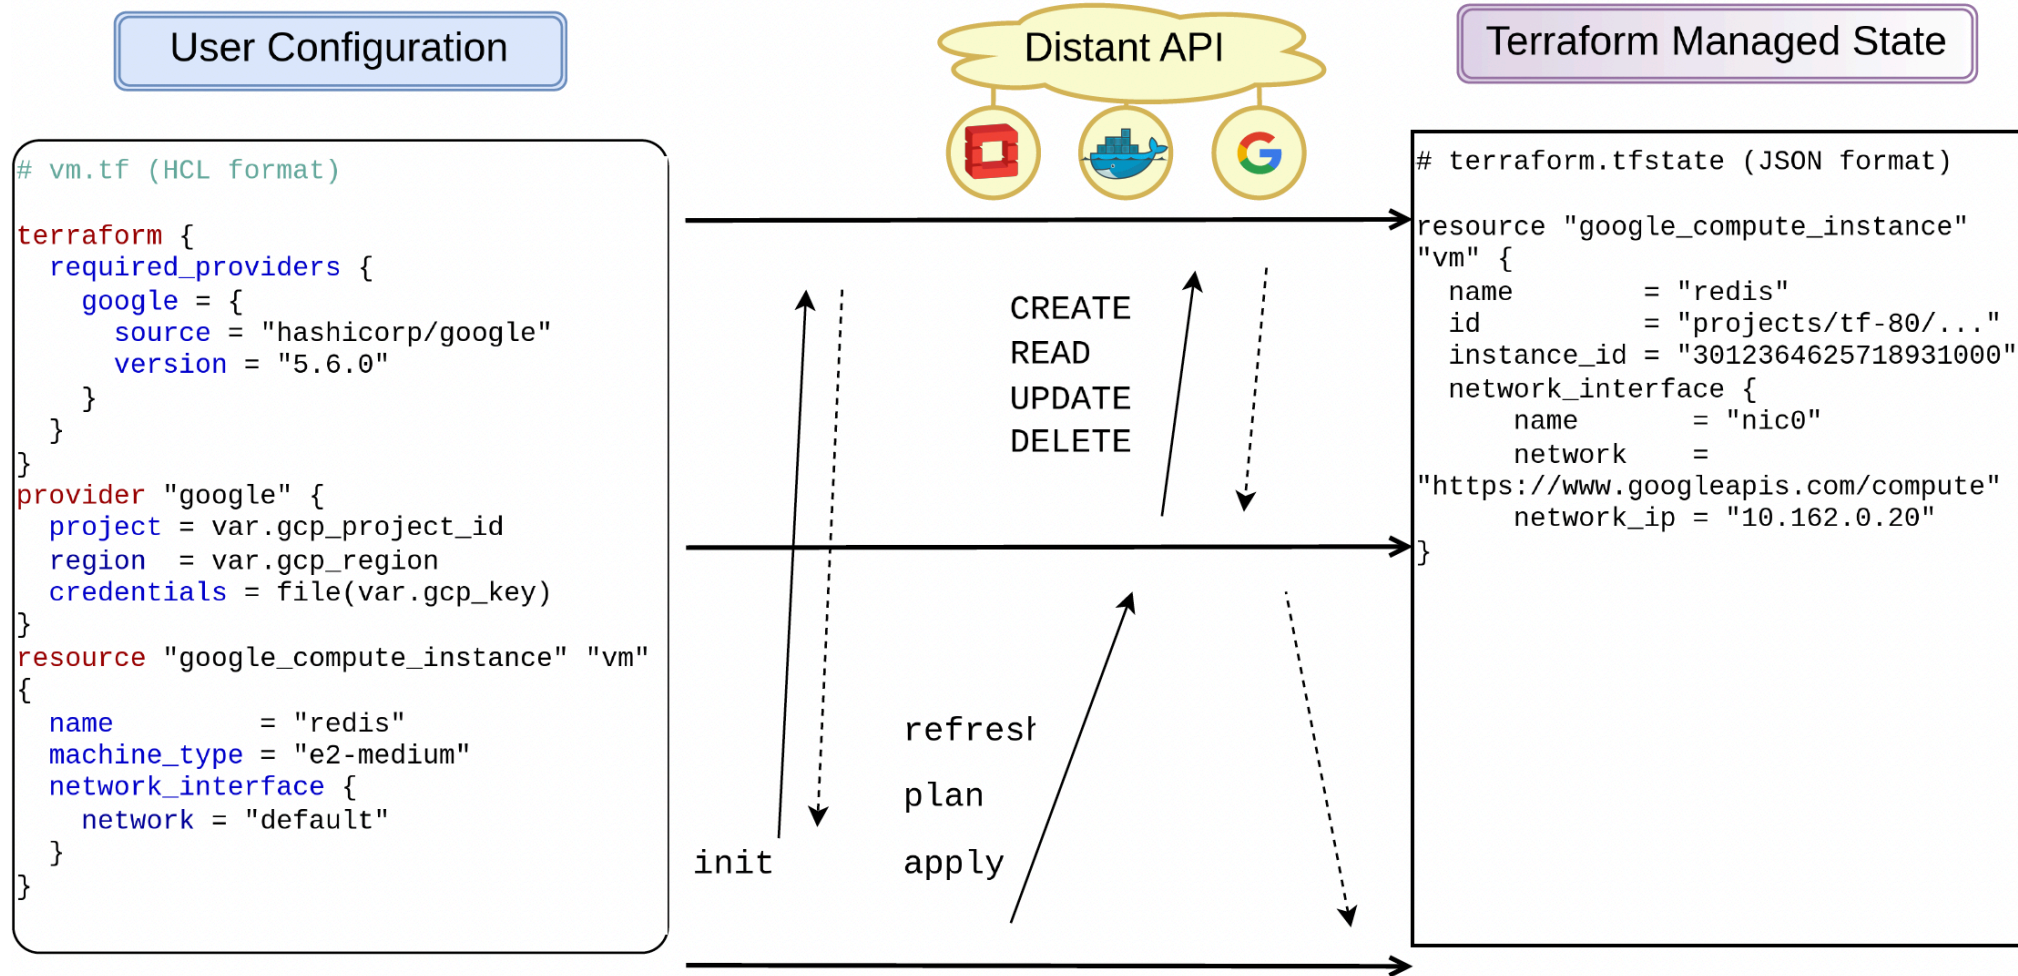 User Configuration
Distant API
Terraform Managed State
# vm.tf (HCL format)
terraform {
  required_providers {
    google = {
      source = "hashicorp/google"
      version = "5.6.0"
    }
  }
}
provider "google" {
  project = var.gcp_project_id
  region  = var.gcp_region
  credentials = file(var.gcp_key)
}
resource "google_compute_instance" "vm"
{
  name         = "redis"
  machine_type = "e2-medium"
  network_interface {
    network = "default"
  }
}
CREATE
READ
UPDATE
DELETE
refresh
plan
init
apply
# terraform.tfstate (JSON format)
resource "google_compute_instance"
"vm" {
  name        = "redis"
  id          = "projects/tf-80/..."
  instance_id = "3012364625718931000"
  network_interface {
      name       = "nic0"
      network    =
"https://www.googleapis.com/compute"
      network_ip = "10.162.0.20"
}